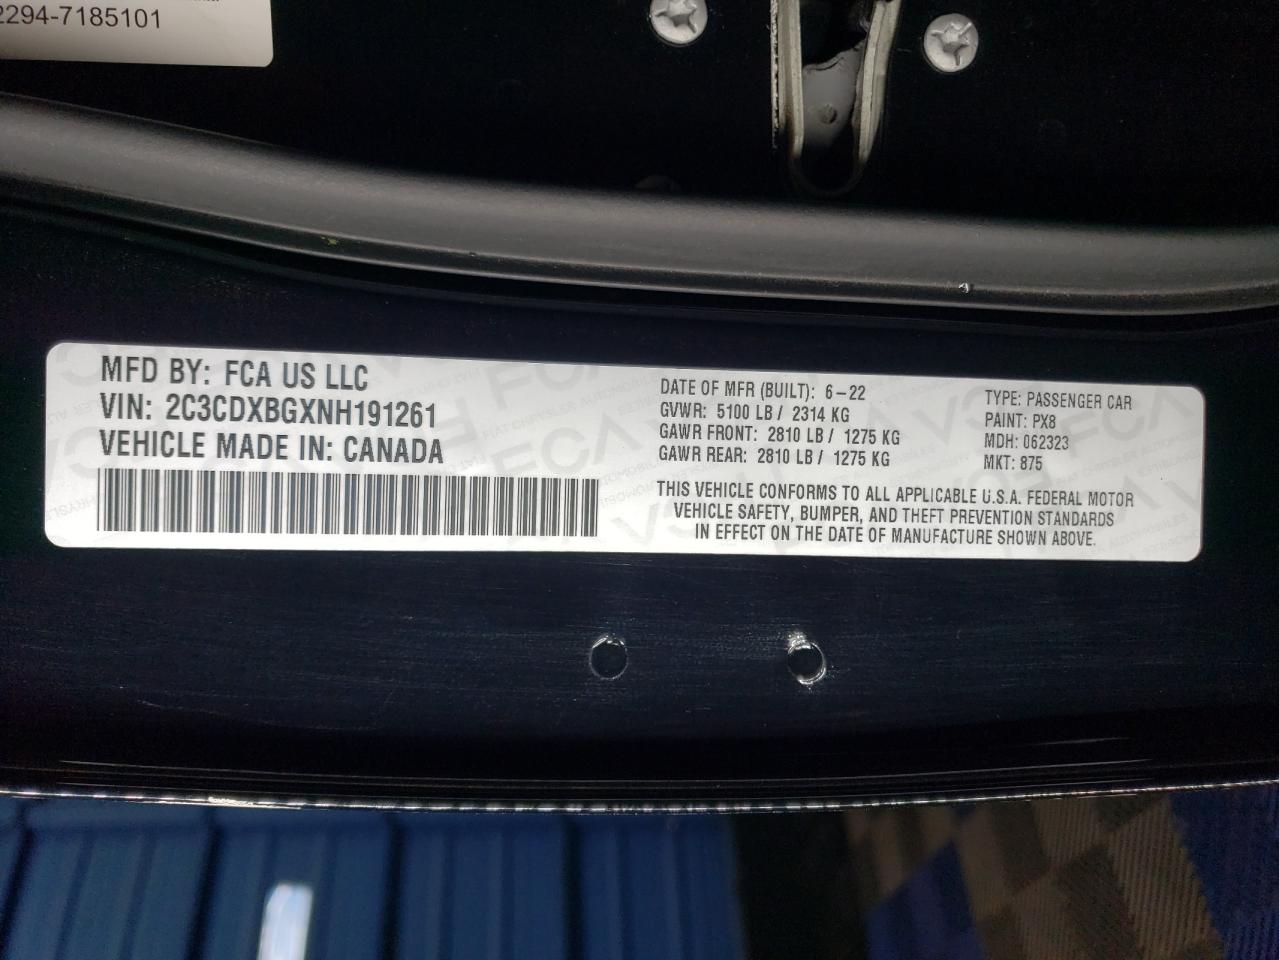 2294-7185101
MFD BY: FCA US LLC
VIN: 2C3CDXBGXNH191261
VEHICLE MADE IN: CANADA
DATE OF MFR (BUILT): 6-22
GVWR: 5100 LB / 2314 KG
GAWR FRONT: 2810 LB / 1275 KG
GAWR REAR: 2810 LB / 1275 KG
TYPE: PASSENGER CAR
PAINT: PX8
MDH: 062323
MKT: 875
THIS VEHICLE CONFORMS TO ALL APPLICABLE U.S.A. FEDERAL MOTOR
VEHICLE SAFETY, BUMPER, AND THEFT PREVENTION STANDARDS
IN EFFECT ON THE DATE OF MANUFACTURE SHOWN ABOVE.